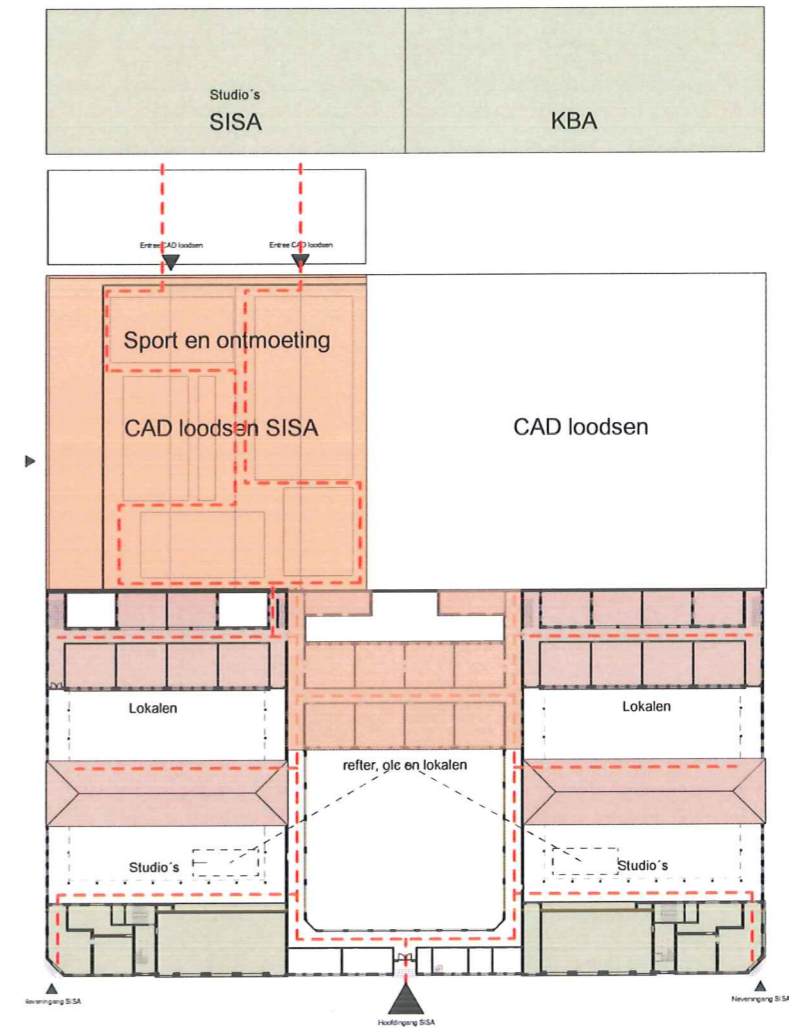 Studio´s
SISA
KBA
Entree CAD loodsen
Entree CAD loodsen
Sport en ontmoeting
CAD loodsen SISA
CAD loodsen
Lokalen
Lokalen
refter, olc en lokalen
Studio´s
Studio´s
Neveningang SISA
Hoofdingang SISA
Neveningang SISA